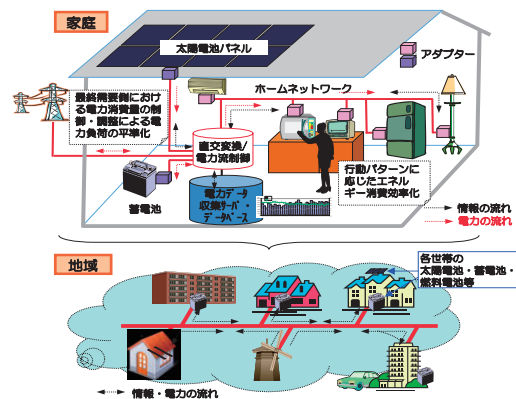 家庭
太陽電池パネル
アダプター
ホームネットワーク
最終需要側における電力消費量の制御・調整による電力負荷の平準化
直交変換/
電力流制御
行動パターンに
応じたエネル
ギー消費効率化
蓄電池
電力データ
収集サーバ・
データベース
情報の流れ
電力の流れ
地域
各世帯の
太陽電池・蓄電池・
燃料電池等
情報・電力の流れ